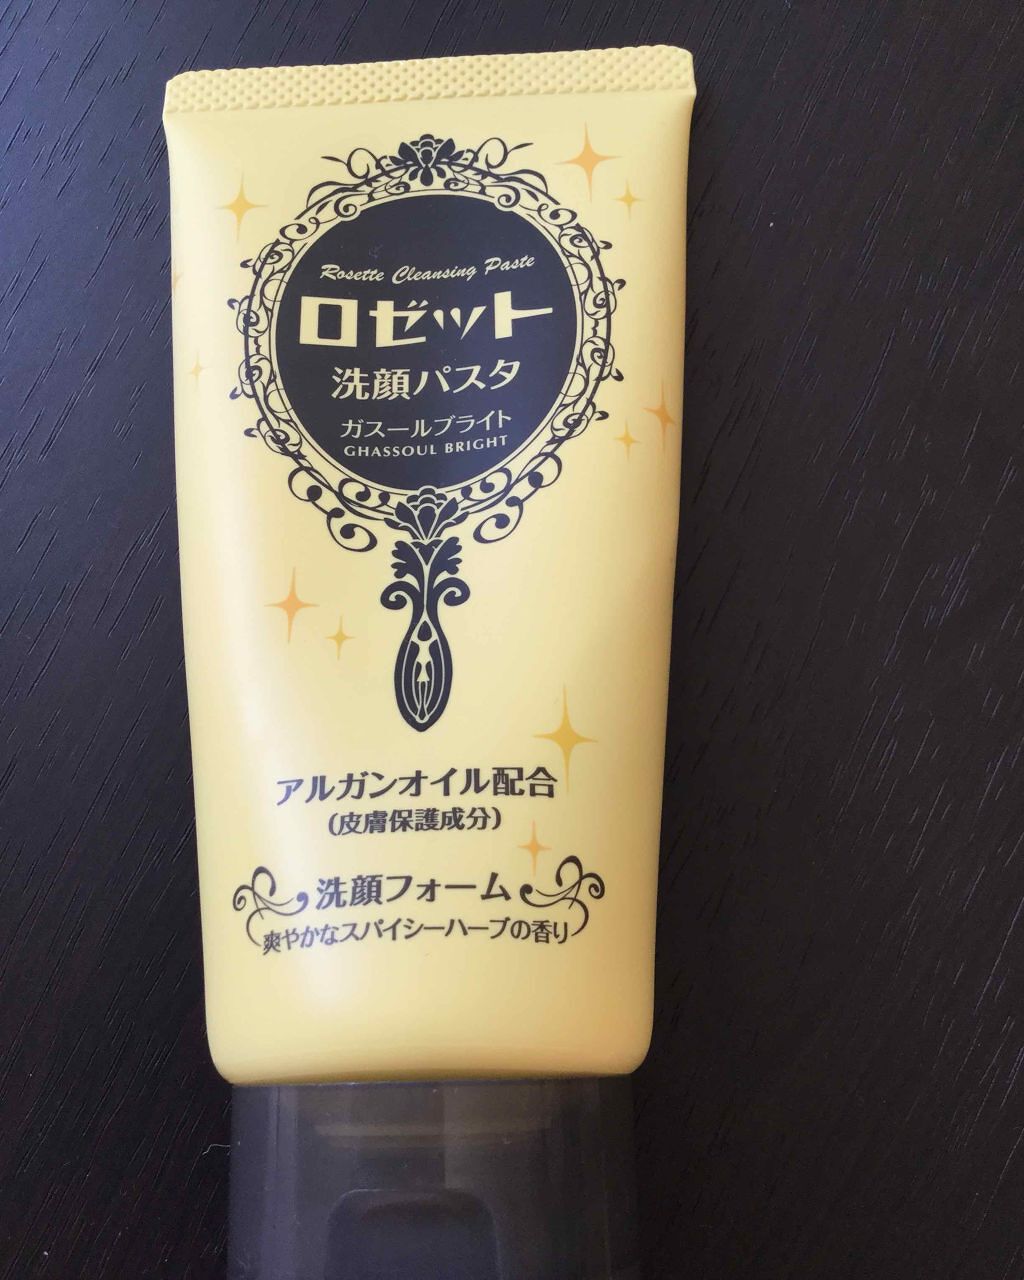 Rosette Cleansing Paste
ロゼット
洗顔パスタ
ガスールブライト
GHASSOUL BRIGHT
アルガンオイル配合
(皮膚保護成分)
洗顔フォーム
爽やかなスパイシーハーブの香り